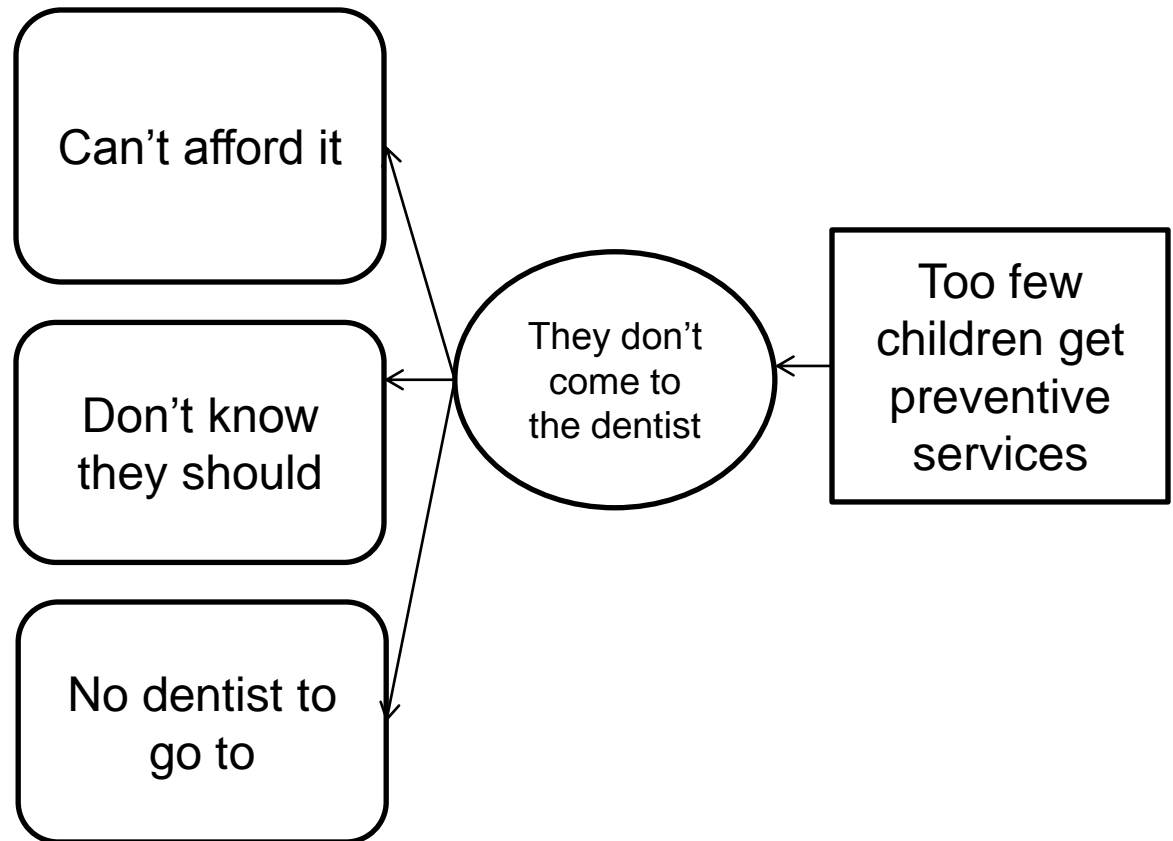 Can’t afford it
Don’t know
they should
No dentist to
go to
They don’t
come to
the dentist
Too few
children get
preventive
services